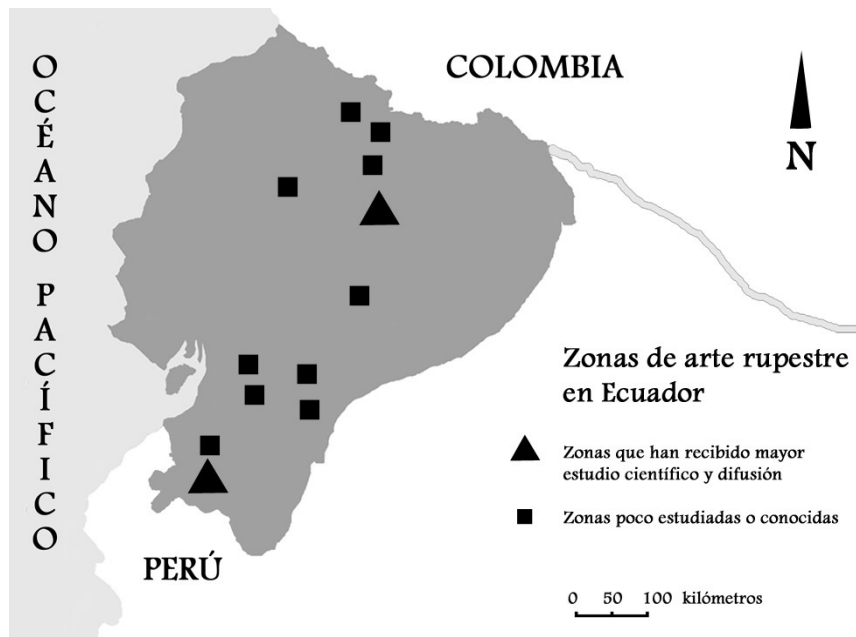 OCÉANO PACÍFICO
COLOMBIA
N
Zonas de arte rupestre
en Ecuador
Zonas que han recibido mayor
estudio científico y difusión
Zonas poco estudiadas o conocidas
PERÚ
0 50 100 kilómetros